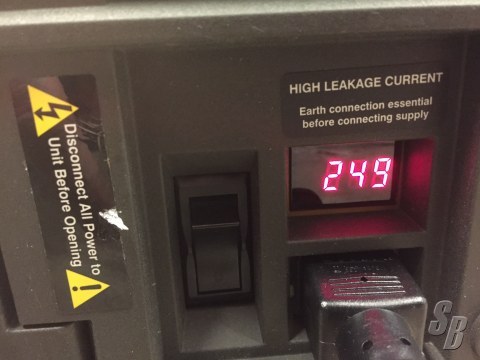 Disconnect All Power to
Unit Before Opening
HIGH LEAKAGE CURRENT
Earth connection essential
before connecting supply
249
SB